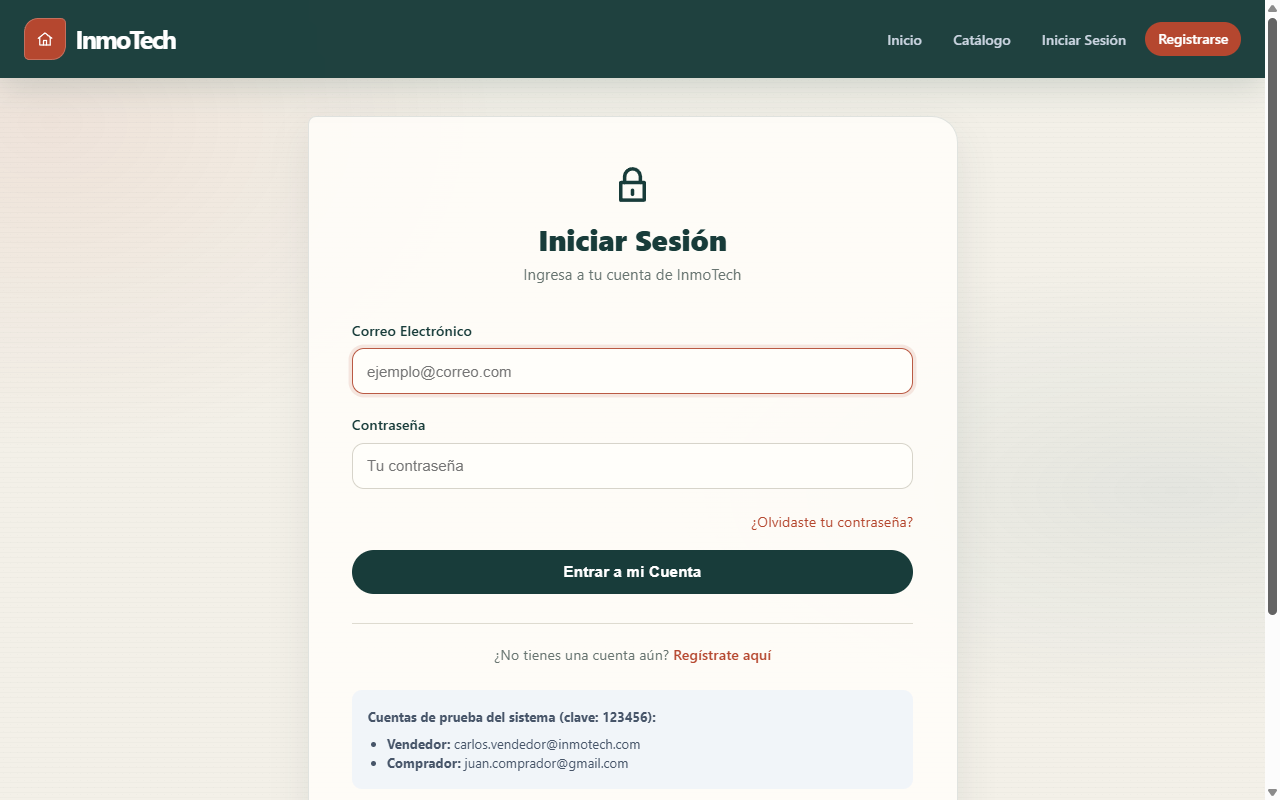 InmoTech
Inicio
Catálogo
Iniciar Sesión
Registrarse
Iniciar Sesión
Ingresa a tu cuenta de InmoTech
Correo Electrónico
ejemplo@correo.com
Contraseña
Tu contraseña
¿Olvidaste tu contraseña?
Entrar a mi Cuenta
¿No tienes una cuenta aún? Regístrate aquí
Cuentas de prueba del sistema (clave: 123456):
Vendedor: carlos.vendedor@inmotech.com
Comprador: juan.comprador@gmail.com